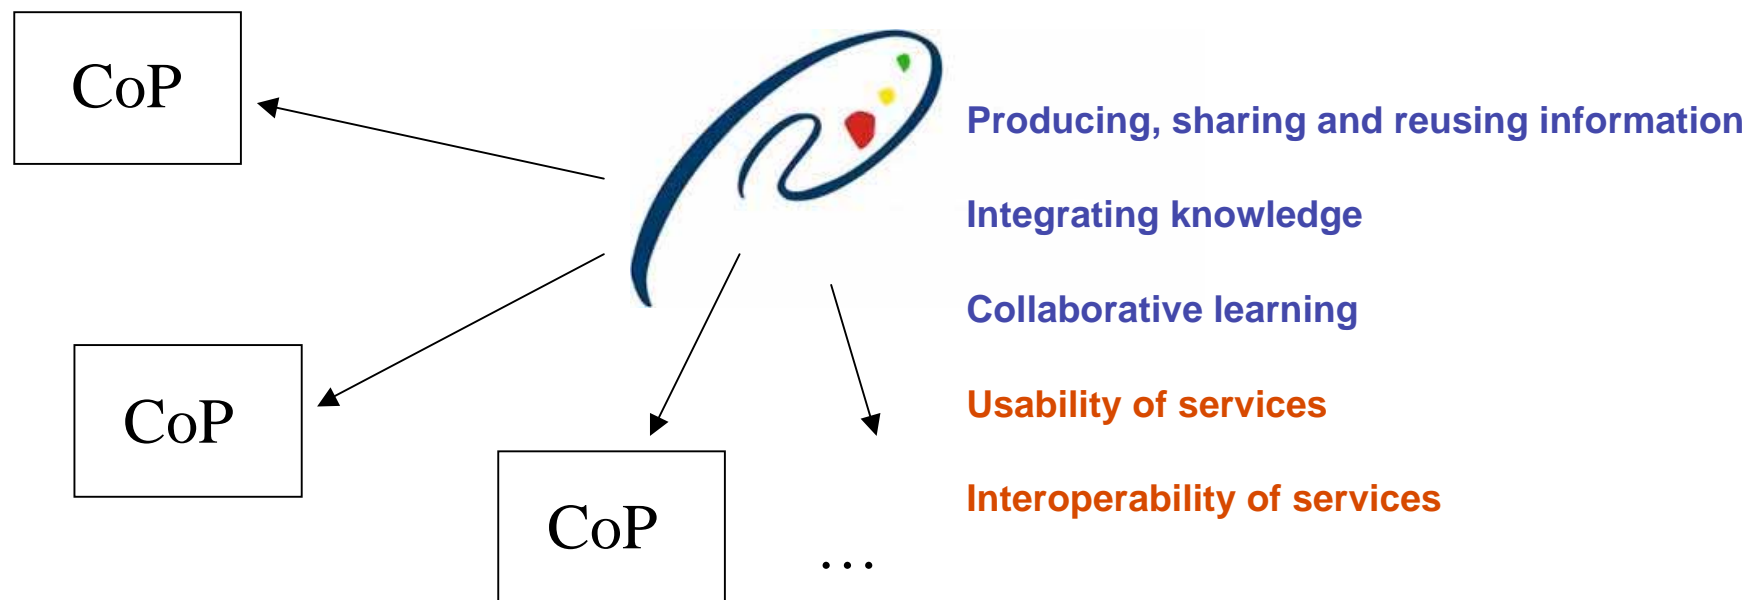 CoP
Producing, sharing and reusing information
Integrating knowledge
Collaborative learning
CoP
Usability of services
Interoperability of services
CoP
...